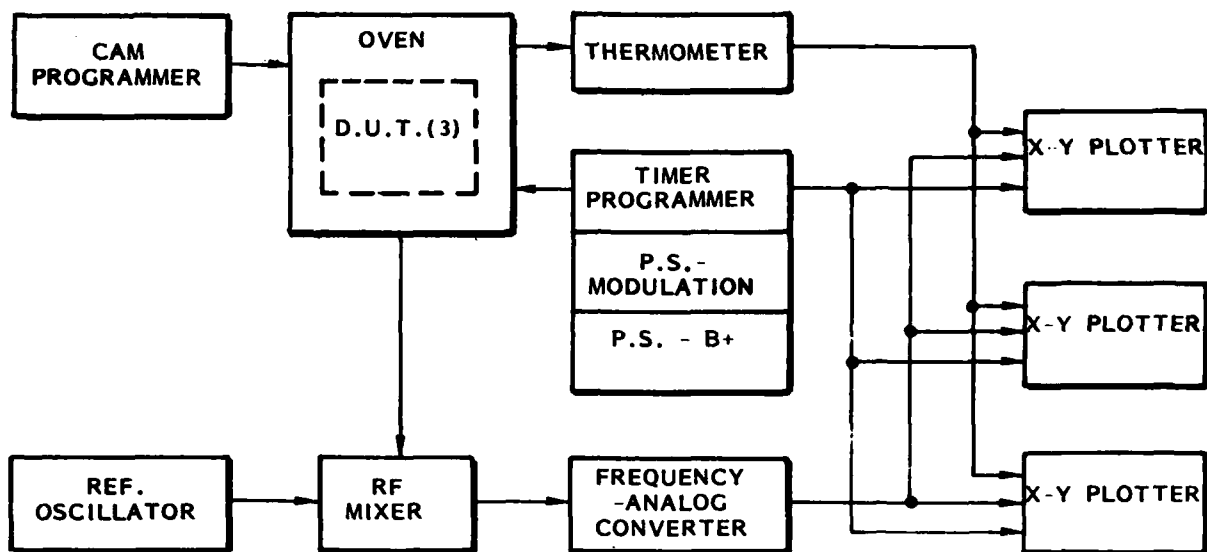 CAM
PROGRAMMER
OVEN
D.U.T.(3)
THERMOMETER
TIMER
PROGRAMMER
P.S.-
MODULATION
P.S. - B+
X-Y PLOTTER
X-Y PLOTTER
X-Y PLOTTER
REF.
OSCILLATOR
RF
MIXER
FREQUENCY
-ANALOG
CONVERTER